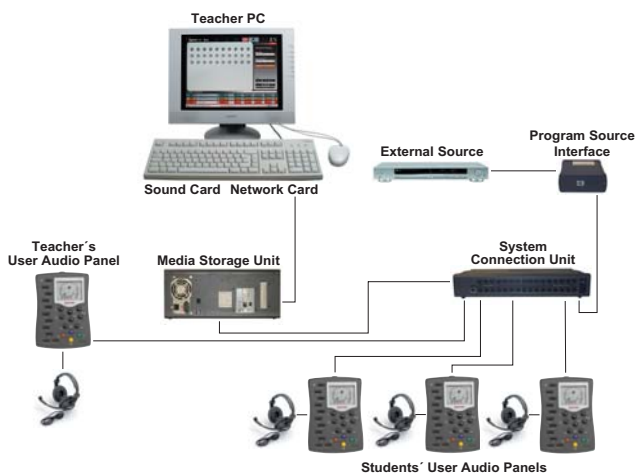 Teacher PC
External Source
Program Source
Interface
Sound Card Network Card
Teacher´s
User Audio Panel
Media Storage Unit
System
Connection Unit
Students´ User Audio Panels